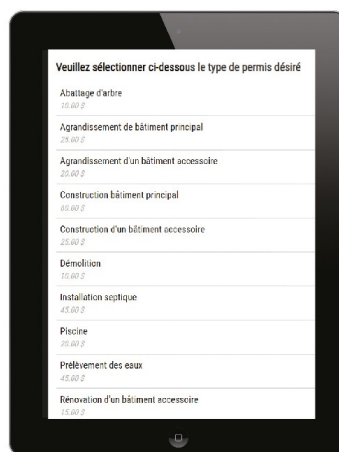 Veuillez sélectionner ci-dessous le type de permis désiré
Abattage d'arbre
10.00 $
Agrandissement de bâtiment principal
25.00 $
Agrandissement d'un bâtiment accessoire
20.00 $
Construction bâtiment principal
60.00 $
Construction d'un bâtiment accessoire
25.00 $
Démolition
10.00 $
Installation septique
45.00 $
Piscine
20.00 $
Prélèvement des eaux
45.00 $
Rénovation d'un bâtiment accessoire
15.00 $